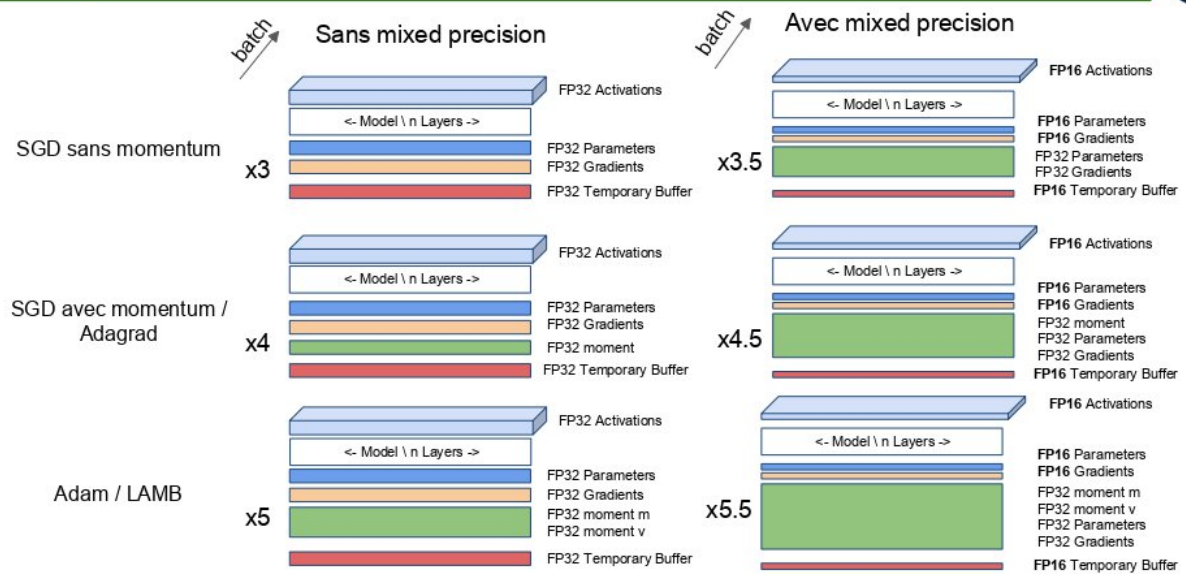 batch
Sans mixed precision
batch
Avec mixed precision
SGD sans momentum
x3
FP32 Activations
<- Model \ n Layers ->
FP32 Parameters
FP32 Gradients
FP32 Temporary Buffer
x3.5
FP16 Activations
<- Model \ n Layers ->
FP16 Parameters
FP16 Gradients
FP32 Parameters
FP32 Gradients
FP16 Temporary Buffer
SGD avec momentum /
Adagrad
x4
FP32 Activations
<- Model \ n Layers ->
FP32 Parameters
FP32 Gradients
FP32 moment
FP32 Temporary Buffer
x4.5
FP16 Activations
<- Model \ n Layers ->
FP16 Parameters
FP16 Gradients
FP32 moment
FP32 Parameters
FP32 Gradients
FP16 Temporary Buffer
Adam / LAMB
x5
FP32 Activations
<- Model \ n Layers ->
FP32 Parameters
FP32 Gradients
FP32 moment m
FP32 moment v
FP32 Temporary Buffer
x5.5
FP16 Activations
<- Model \ n Layers ->
FP16 Parameters
FP16 Gradients
FP32 moment m
FP32 moment v
FP32 Parameters
FP32 Gradients
FP16 Temporary Buffer